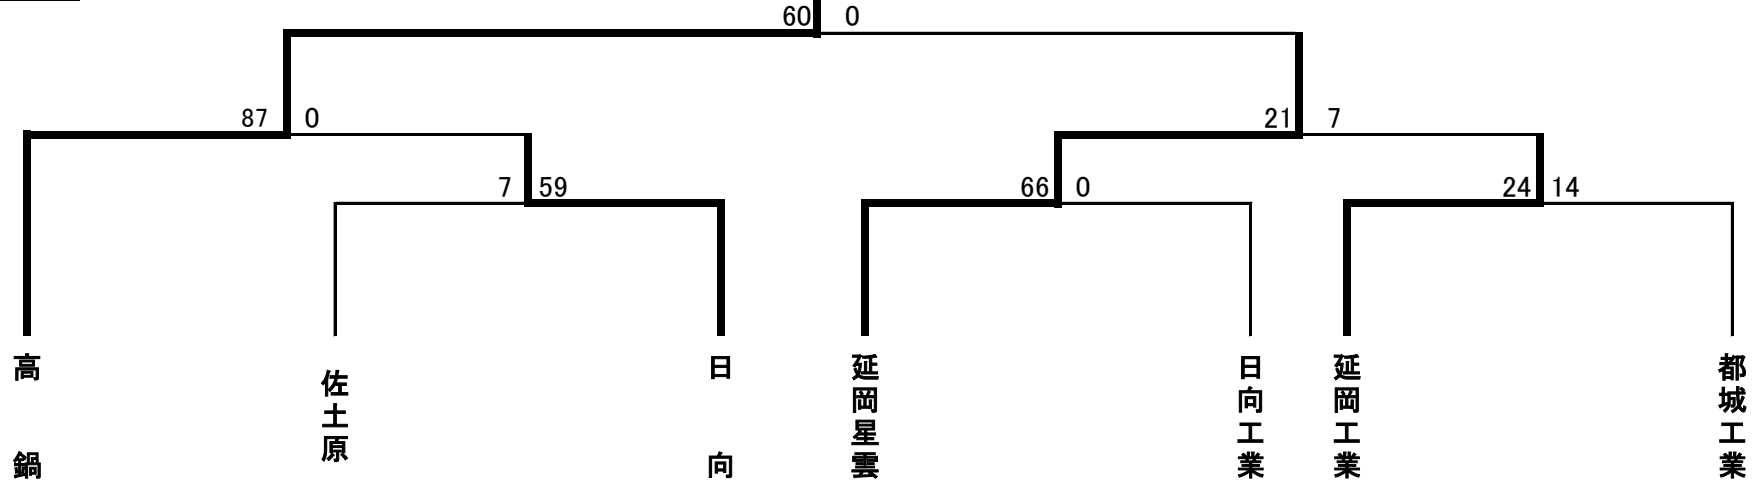 60 0
87 0
21 7
7 59
66 0
24 14
高鍋
佐土原
日向
延岡星雲
日向工業
延岡工業
都城工業